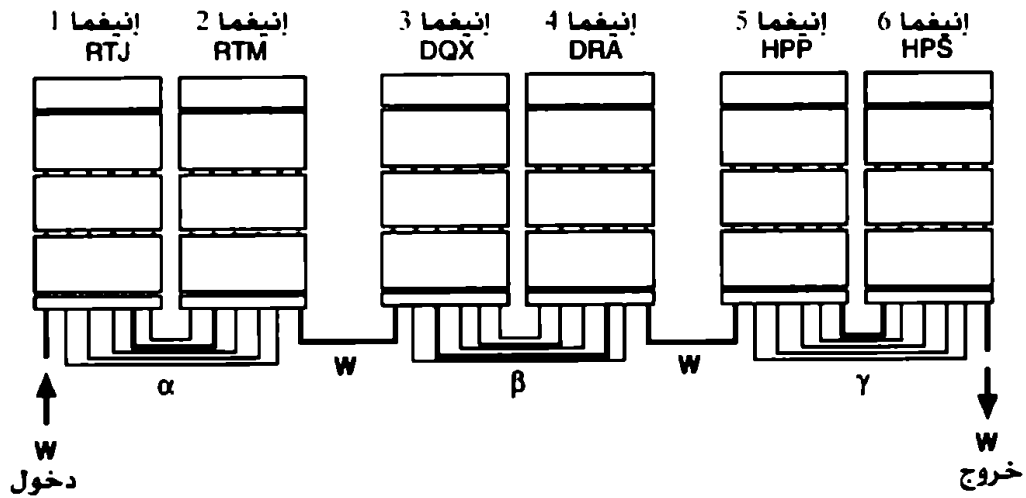 إنيغما 1 إنيغما 2 إنيغما 3 إنيغما 4 إنيغما 5 إنيغما 6
RTJ RTM DQX DRA HPP HPS
W W
α β γ
W W
دخول خروج